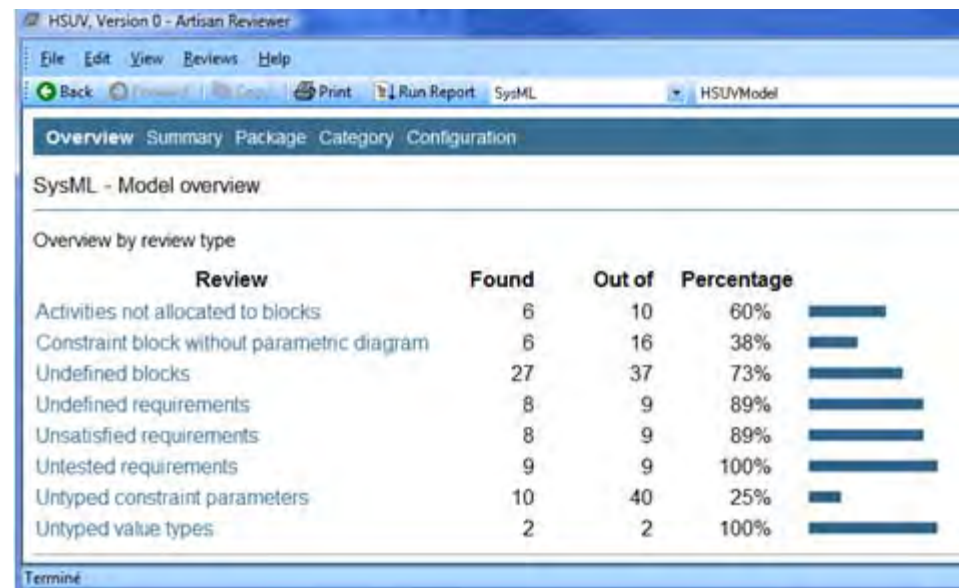 HSUV, Version 0 - Artisan Reviewer
File Edit View Reviews Help
Back Forward Copy Print Run Report SysML HSUVModel
Overview Summary Package Category Configuration
SysML - Model overview
Overview by review type
Review Found Out of Percentage
Activities not allocated to blocks 6 10 60%
Constraint block without parametric diagram 6 16 38%
Undefined blocks 27 37 73%
Undefined requirements 8 9 89%
Unsatisfied requirements 8 9 89%
Untested requirements 9 9 100%
Untyped constraint parameters 10 40 25%
Untyped value types 2 2 100%
Terminé